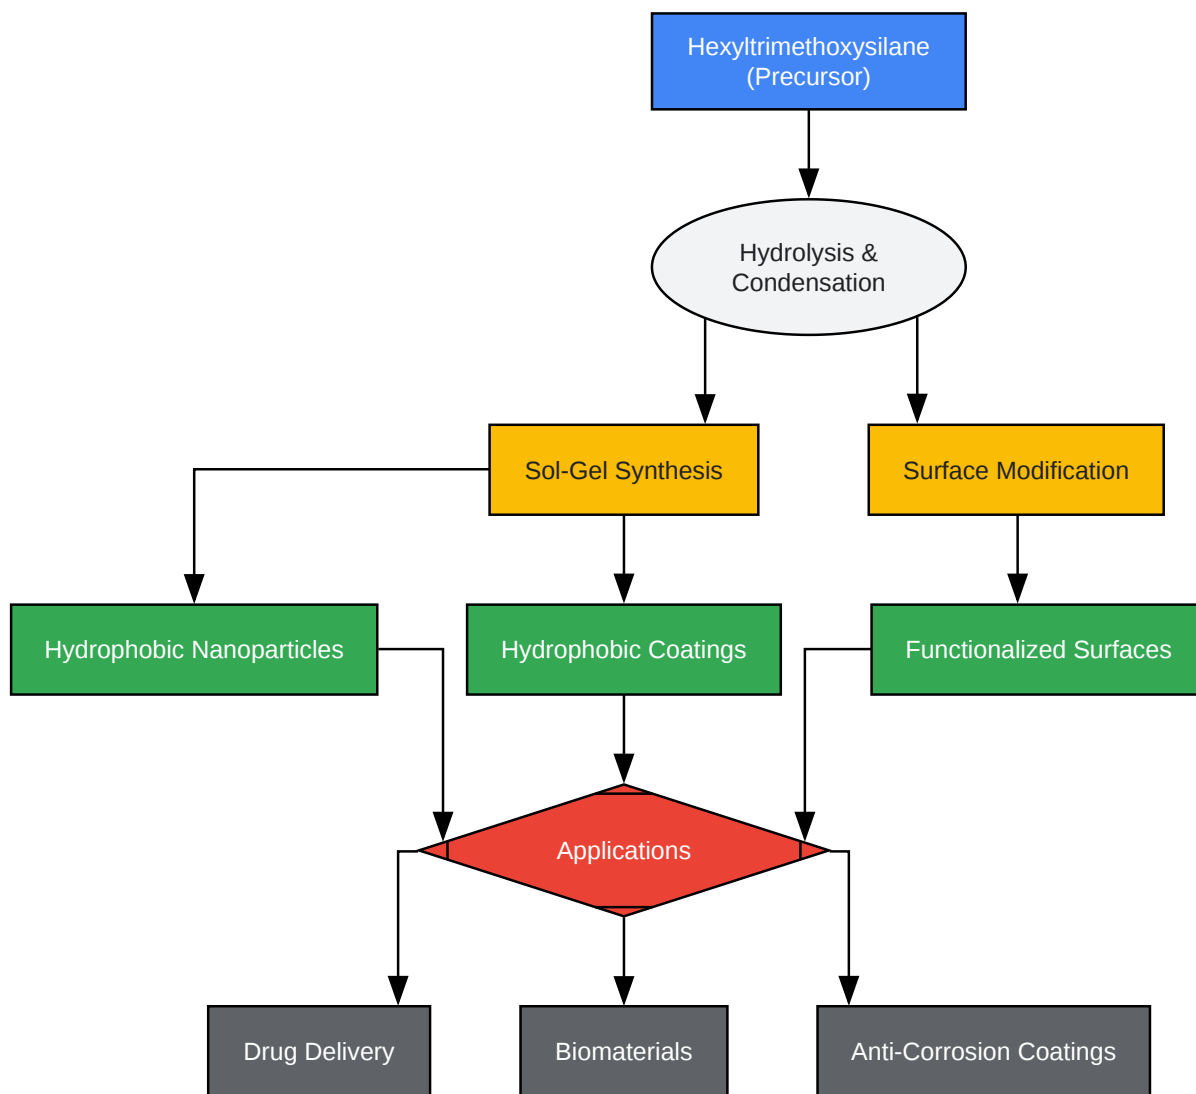 Hexyltrimethoxysilane
(Precursor)
Hydrolysis &
Condensation
Sol-Gel Synthesis
Surface Modification
Hydrophobic Nanoparticles
Hydrophobic Coatings
Functionalized Surfaces
Applications
Drug Delivery
Biomaterials
Anti-Corrosion Coatings